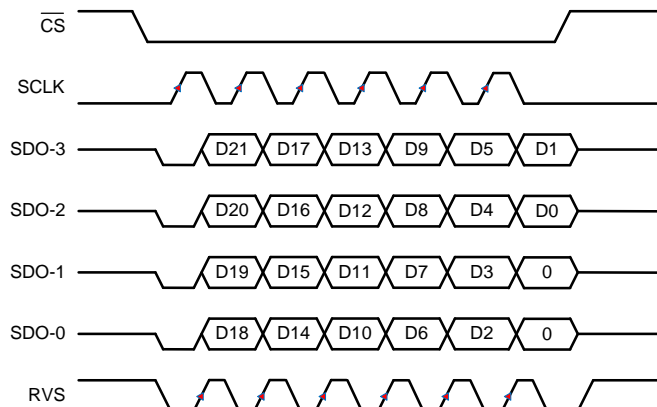 CS
SCLK
SDO-3 D21 D17 D13 D9 D5 D1
SDO-2 D20 D16 D12 D8 D4 D0
SDO-1 D19 D15 D11 D7 D3 0
SDO-0 D18 D14 D10 D6 D2 0
RVS